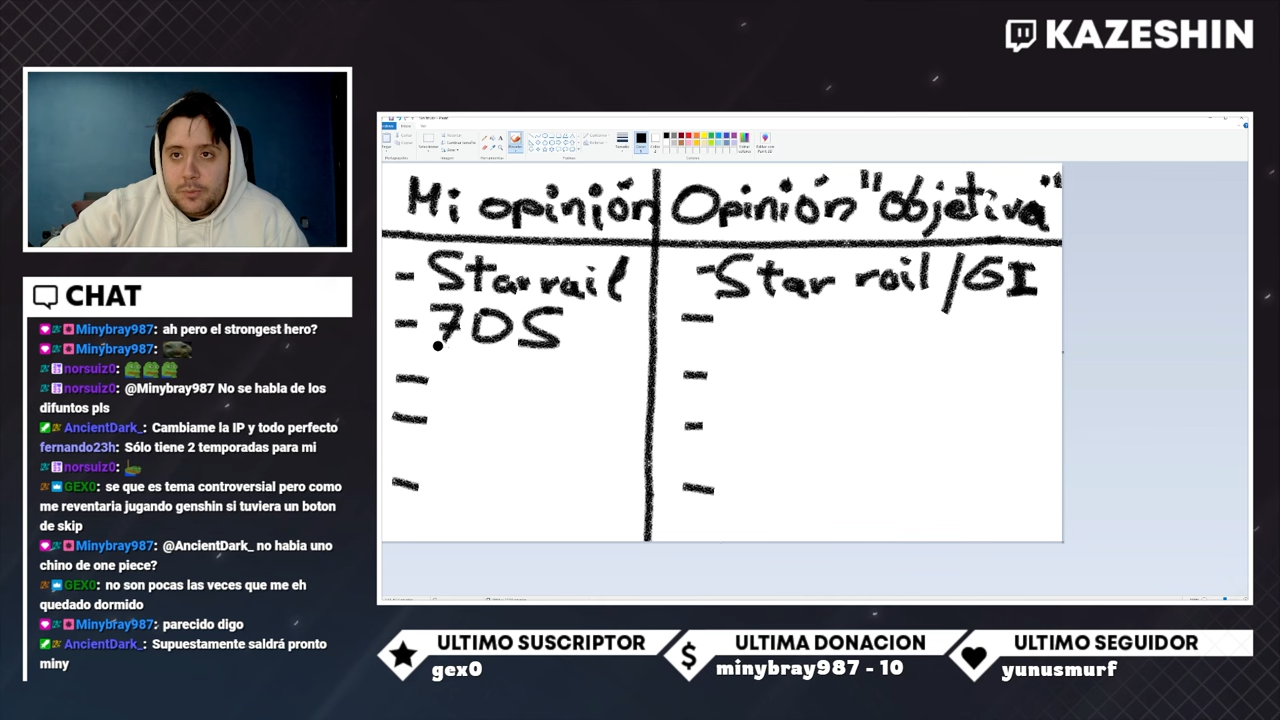 KAZESHIN
Mi opinión
Opinión "objetiva"
- Starrail
- Star rail/GI
- 7DS
CHAT
Minybray987: ah pero el strongest hero?
Minybray987:
norsuiz0:
norsuiz0: @Minybray987 No se habla de los
difuntos pls
AncientDark_: Cambiame la IP y todo perfecto
fernando23h: Sólo tiene 2 temporadas para mi
norsuiz0:
GEX0: se que es tema controversial pero como
me reventaria jugando genshin si tuviera un boton
de skip
Minybray987: @AncientDark_ no habia uno
chino de one piece?
GEX0: no son pocas las veces que me eh
quedado dormido
Minybray987: parecido digo
AncientDark_: Supuestamente saldrá pronto
miny
ULTIMO SUSCRIPTOR
gex0
ULTIMA DONACION
minybray987 - 10
ULTIMO SEGUIDOR
yunusmurf